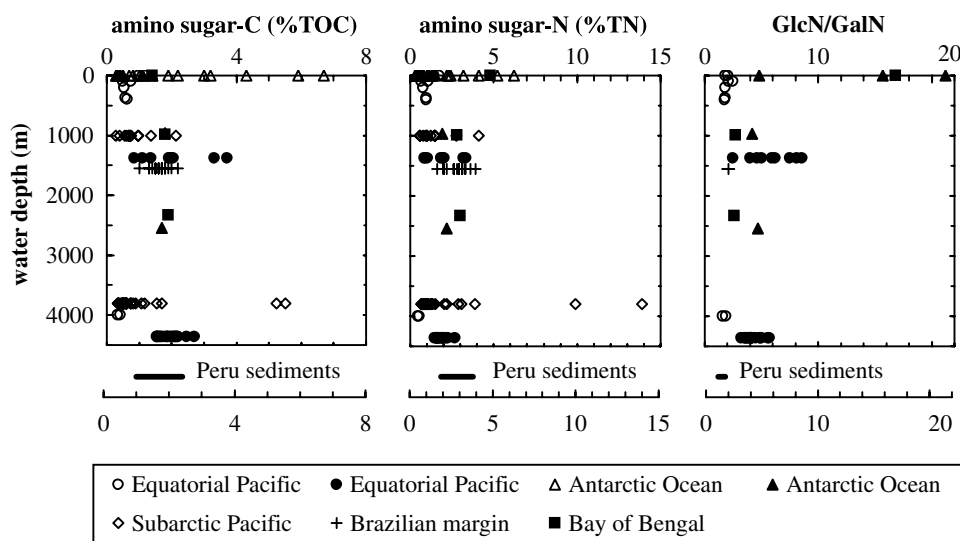 amino sugar-C (%TOC) amino sugar-N (%TN) GlcN/GalN
0 4 8 0 5 10 15 0 10 20
water depth (m)
0
1000
2000
3000
4000
Peru sediments Peru sediments Peru sediments
0 4 8 0 5 10 15 0 10 20
Equatorial Pacific Equatorial Pacific Antarctic Ocean Antarctic Ocean
Subarctic Pacific Brazilian margin Bay of Bengal